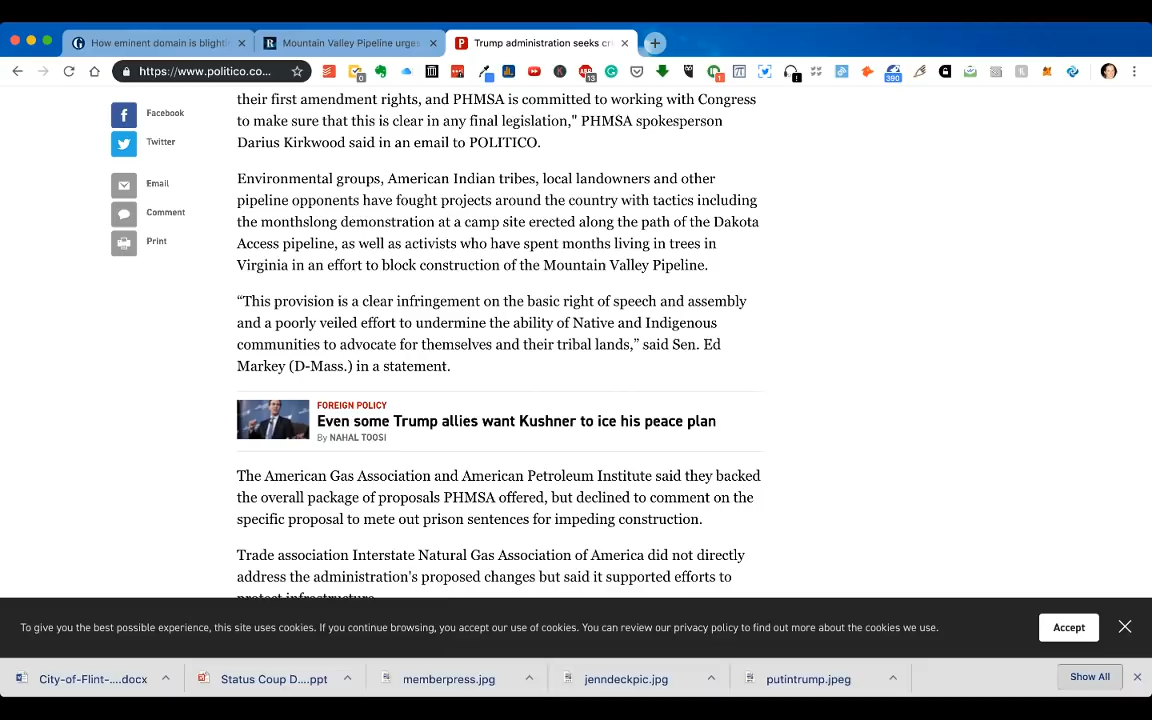 How eminent domain is blighti
Mountain Valley Pipeline urges
Trump administration seeks cr
https://www.politico.co...
0
13
1
390
their first amendment rights, and PHMSA is committed to working with Congress
to make sure that this is clear in any final legislation," PHMSA spokesperson
Darius Kirkwood said in an email to POLITICO.
Facebook
Twitter
Email
Comment
Print
Environmental groups, American Indian tribes, local landowners and other
pipeline opponents have fought projects around the country with tactics including
the monthslong demonstration at a camp site erected along the path of the Dakota
Access pipeline, as well as activists who have spent months living in trees in
Virginia in an effort to block construction of the Mountain Valley Pipeline.
“This provision is a clear infringement on the basic right of speech and assembly
and a poorly veiled effort to undermine the ability of Native and Indigenous
communities to advocate for themselves and their tribal lands,” said Sen. Ed
Markey (D-Mass.) in a statement.
FOREIGN POLICY
Even some Trump allies want Kushner to ice his peace plan
By NAHAL TOOSI
The American Gas Association and American Petroleum Institute said they backed
the overall package of proposals PHMSA offered, but declined to comment on the
specific proposal to mete out prison sentences for impeding construction.
Trade association Interstate Natural Gas Association of America did not directly
address the administration's proposed changes but said it supported efforts to
protect infrastructure.
To give you the best possible experience, this site uses cookies. If you continue browsing, you accept our use of cookies. You can review our privacy policy to find out more about the cookies we use.
Accept
City-of-Flint-....docx
Status Coup D....ppt
memberpress.jpg
jenndeckpic.jpg
putintrump.jpeg
Show All